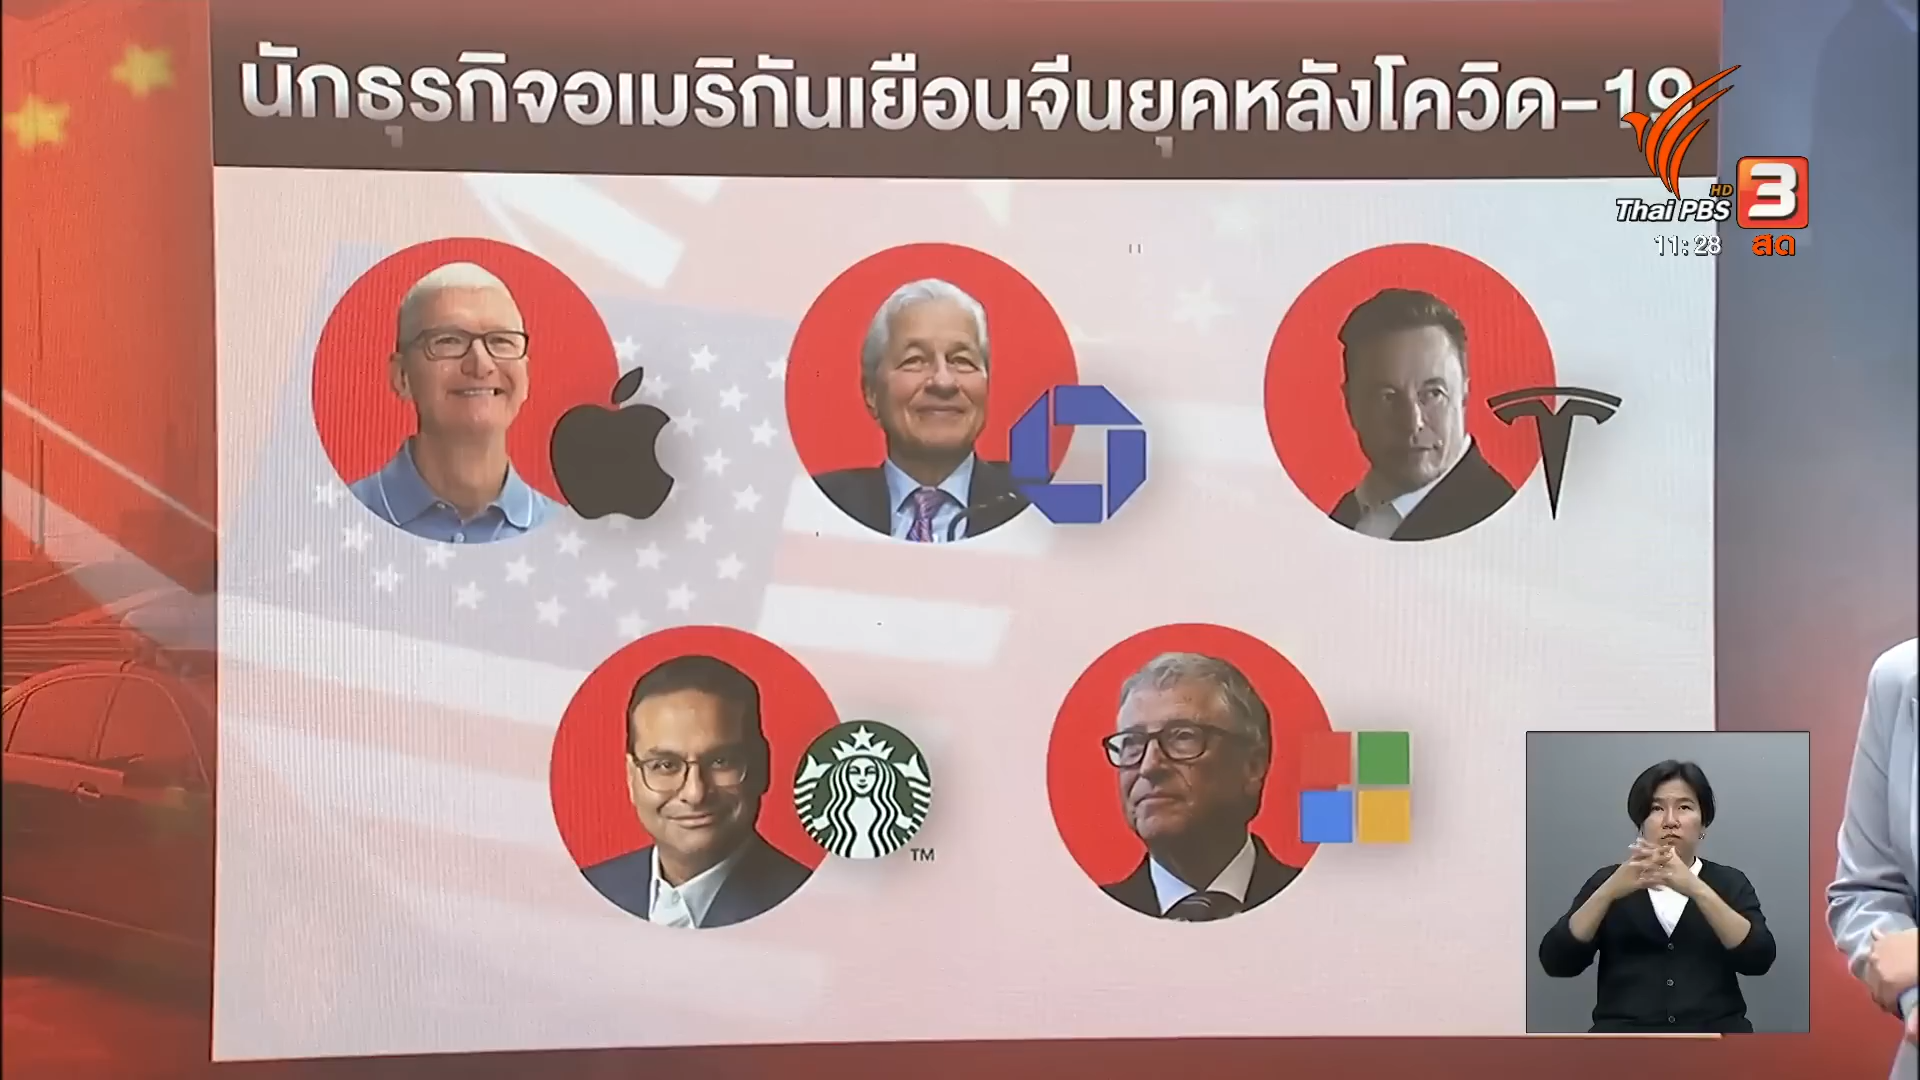 นักธุรกิจอเมริกันเยือนจีนยุคหลังโควิด-19
HD
Thai PBS 3
11:28 สด
TM